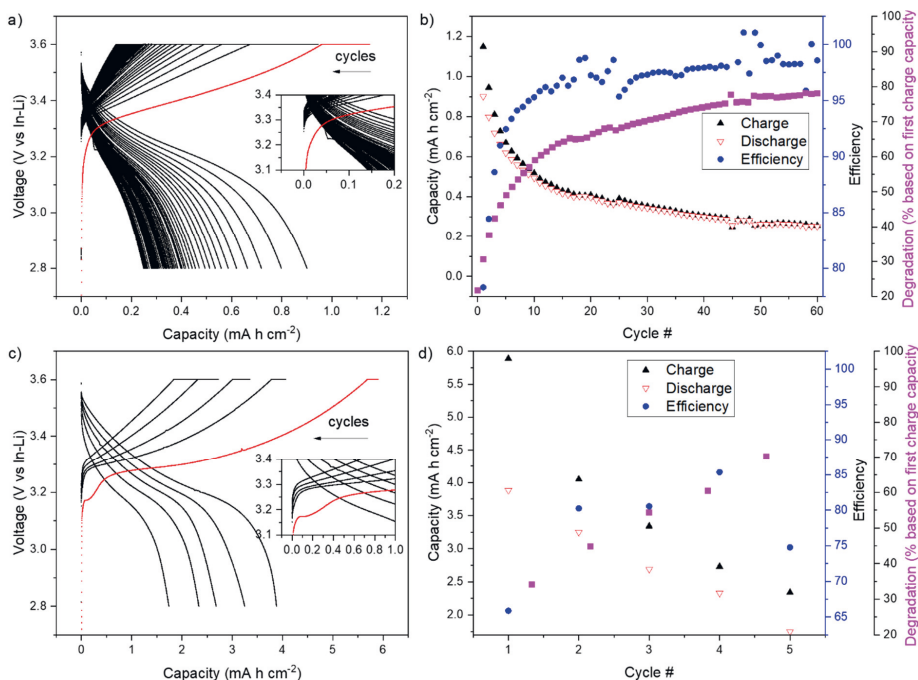 a)
3.6
3.4
3.2
3.0
2.8
Voltage (V vs In-Li)
cycles
3.4
3.3
3.2
3.1
0.0
0.1
0.2
0.0 0.2 0.4 0.6 0.8 1.0 1.2
Capacity (mA h cm⁻²)
b)
1.2
1.0
0.8
0.6
0.4
0.2
0.0
Capacity (mA h cm⁻²)
Charge
Discharge
Efficiency
100
95
90
85
80
Efficiency
100
90
80
70
60
50
40
30
20
Degradation (% based on first charge capacity
0 10 20 30 40 50 60
Cycle #
c)
3.6
3.4
3.2
3.0
2.8
Voltage (V vs In-Li)
cycles
3.4
3.3
3.2
3.1
0.0 0.2 0.4 0.6 0.8 1.0
0 1 2 3 4 5 6
Capacity (mA h cm⁻²)
d)
6.0
5.5
5.0
4.5
4.0
3.5
3.0
2.5
2.0
Capacity (mA h cm⁻²)
Charge
Discharge
Efficiency
100
95
90
85
80
75
70
65
Efficiency
100
90
80
70
60
50
40
30
20
Degradation (% based on first charge capacity
1 2 3 4 5
Cycle #